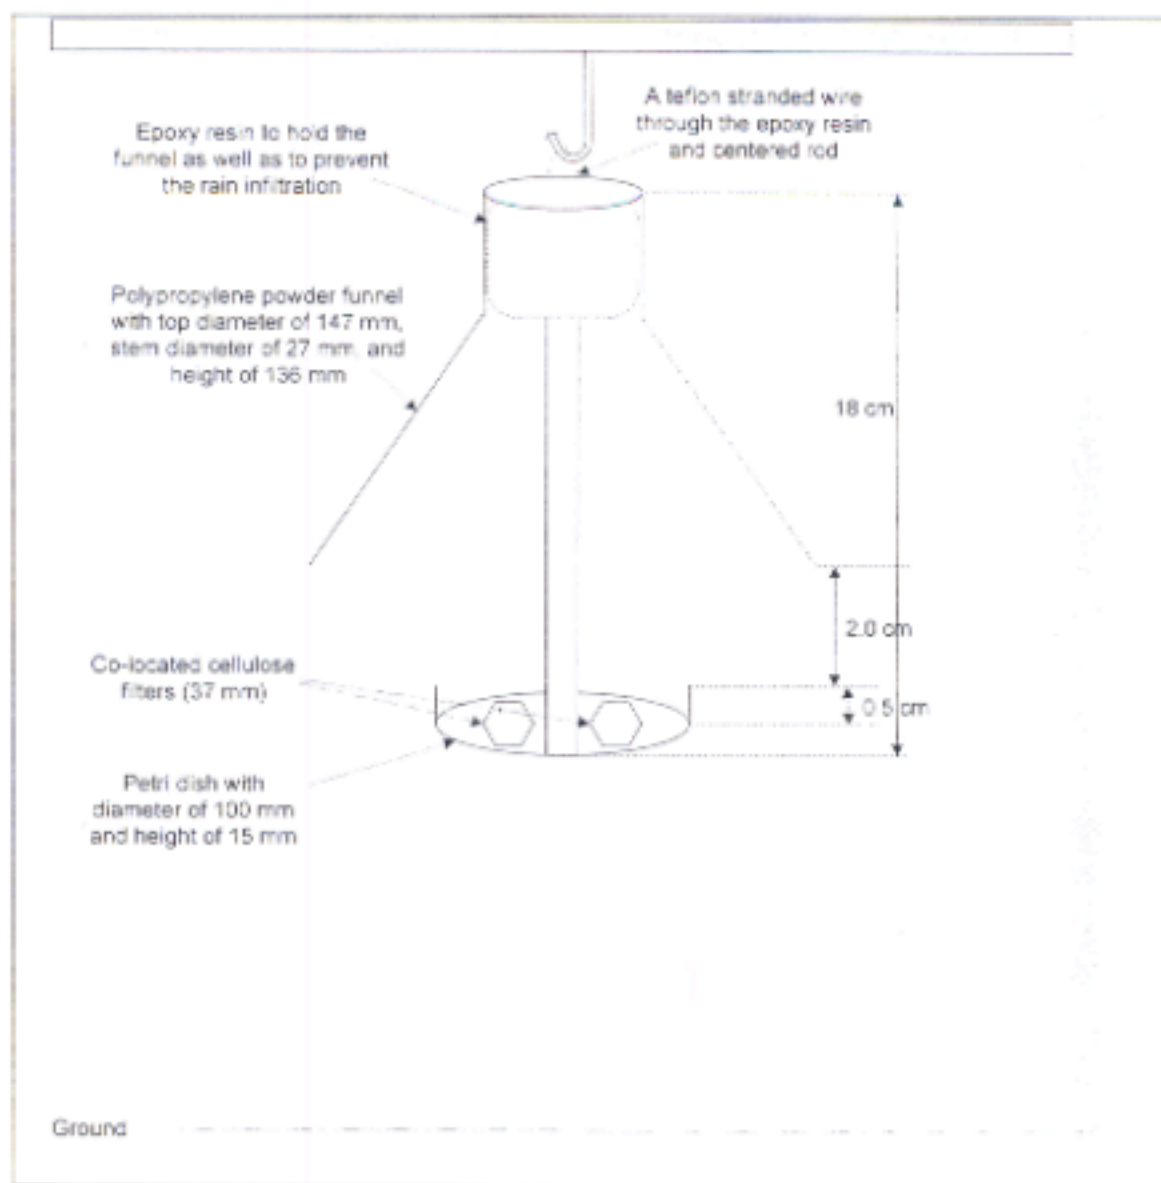 A teflon stranded wire
through the epoxy resin
and centered rod
Epoxy resin to hold the
funnel as well as to prevent
the rain infiltration
Polypropylene powder funnel
with top diameter of 147 mm,
stem diameter of 27 mm, and
height of 136 mm
18 cm
2.0 cm
0.5 cm
Co-located cellulose
filters (37 mm)
Petri dish with
diameter of 100 mm
and height of 15 mm
Ground